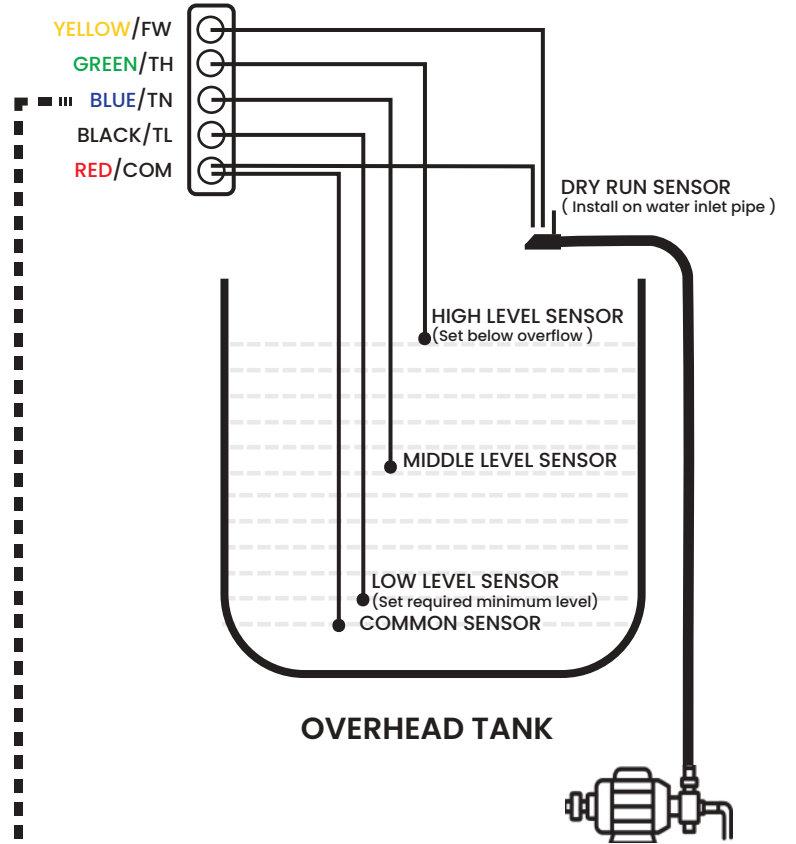 YELLOW/FW
GREEN/TH
BLUE/TN
BLACK/TL
RED/COM
DRY RUN SENSOR
( Install on water inlet pipe )
HIGH LEVEL SENSOR
(Set below overflow )
MIDDLE LEVEL SENSOR
LOW LEVEL SENSOR
(Set required minimum level)
COMMON SENSOR
OVERHEAD TANK